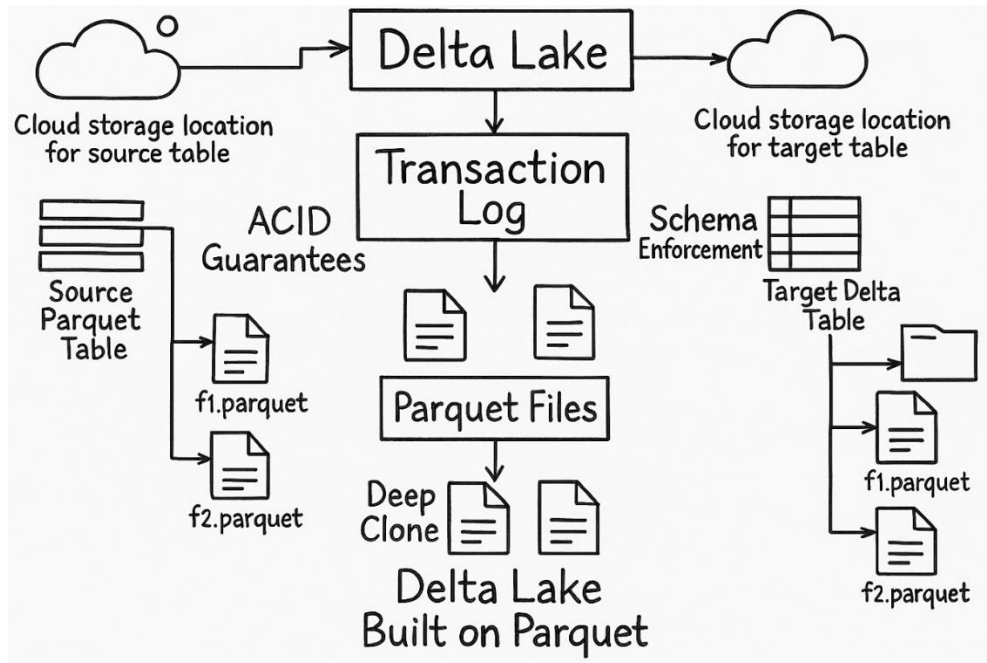 Delta Lake
Cloud storage location
for source table
Cloud storage location
for target table
Transaction
Log
ACID
Guarantees
Schema
Enforcement
Source
Parquet
Table
Target Delta
Table
f1.parquet
f2.parquet
Parquet Files
f1.parquet
f2.parquet
Deep
Clone
Delta Lake
Built on Parquet